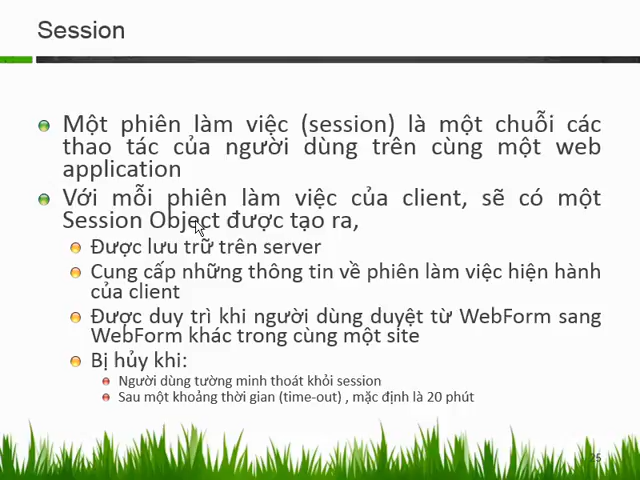 Session
Một phiên làm việc (session) là một chuỗi các
thao tác của người dùng trên cùng một web
application
Với mỗi phiên làm việc của client, sẽ có một
Session Object được tạo ra,
Được lưu trữ trên server
Cung cấp những thông tin về phiên làm việc hiện hành
của client
Được duy trì khi người dùng duyệt từ WebForm sang
WebForm khác trong cùng một site
Bị hủy khi:
Người dùng tường minh thoát khỏi session
Sau một khoảng thời gian (time-out) , mặc định là 20 phút
25